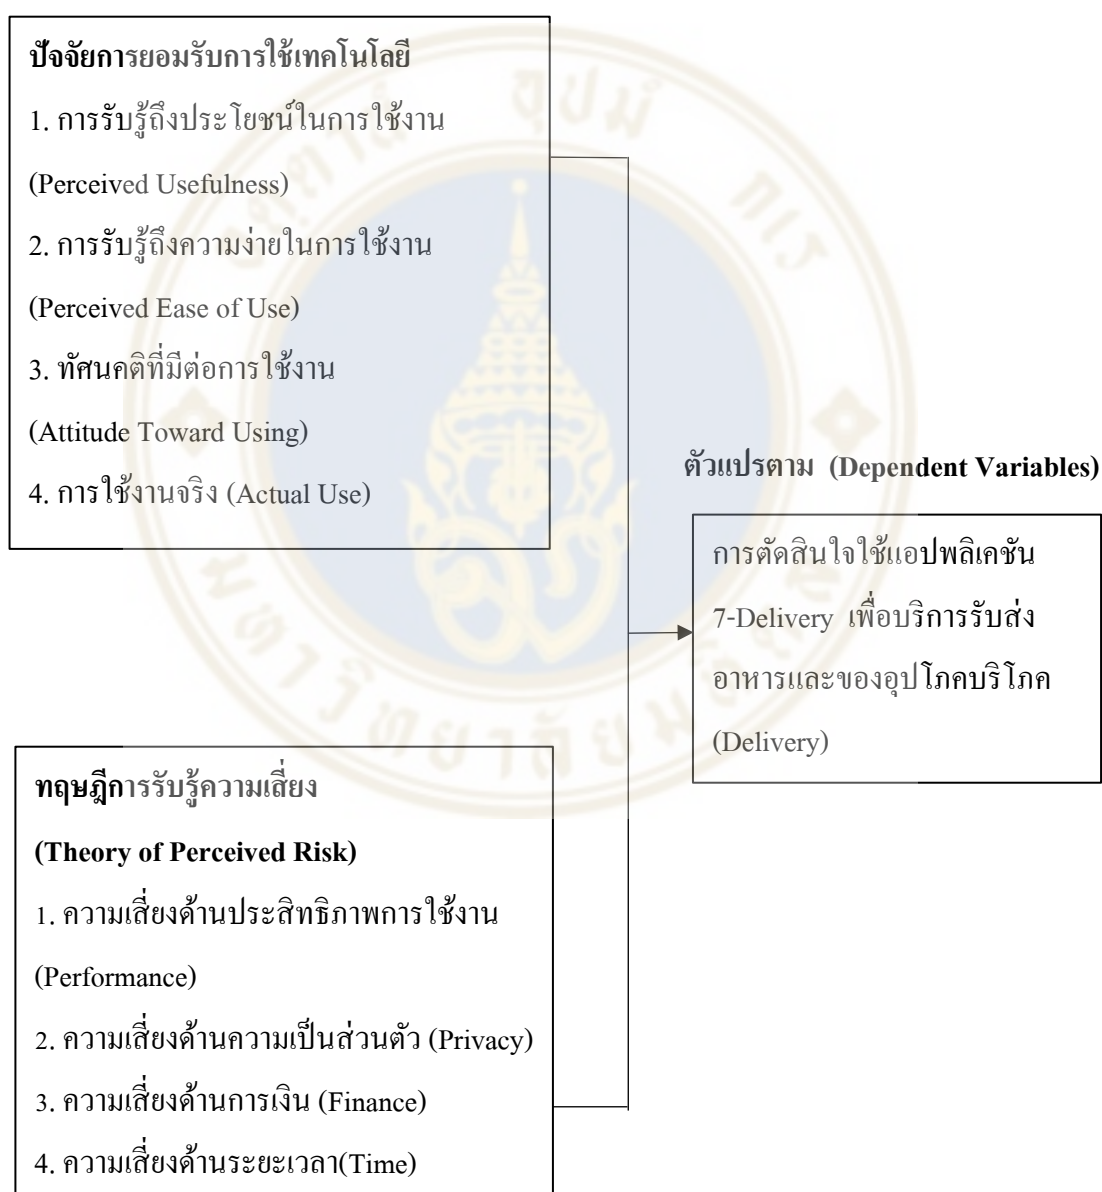 ปัจจัยการยอมรับการใช้เทคโนโลยี
1. การรับรู้ถึงประโยชน์ในการใช้งาน
(Perceived Usefulness)
2. การรับรู้ถึงความง่ายในการใช้งาน
(Perceived Ease of Use)
3. ทัศนคติที่มีต่อการใช้งาน
(Attitude Toward Using)
4. การใช้งานจริง (Actual Use)
ตัวแปรตาม (Dependent Variables)
การตัดสินใจใช้แอปพลิเคชัน
7-Delivery เพื่อบริการรับส่ง
อาหารและของอุปโภคบริโภค
(Delivery)
ทฤษฎีการรับรู้ความเสี่ยง
(Theory of Perceived Risk)
1. ความเสี่ยงด้านประสิทธิภาพการใช้งาน
(Performance)
2. ความเสี่ยงด้านความเป็นส่วนตัว (Privacy)
3. ความเสี่ยงด้านการเงิน (Finance)
4. ความเสี่ยงด้านระยะเวลา(Time)